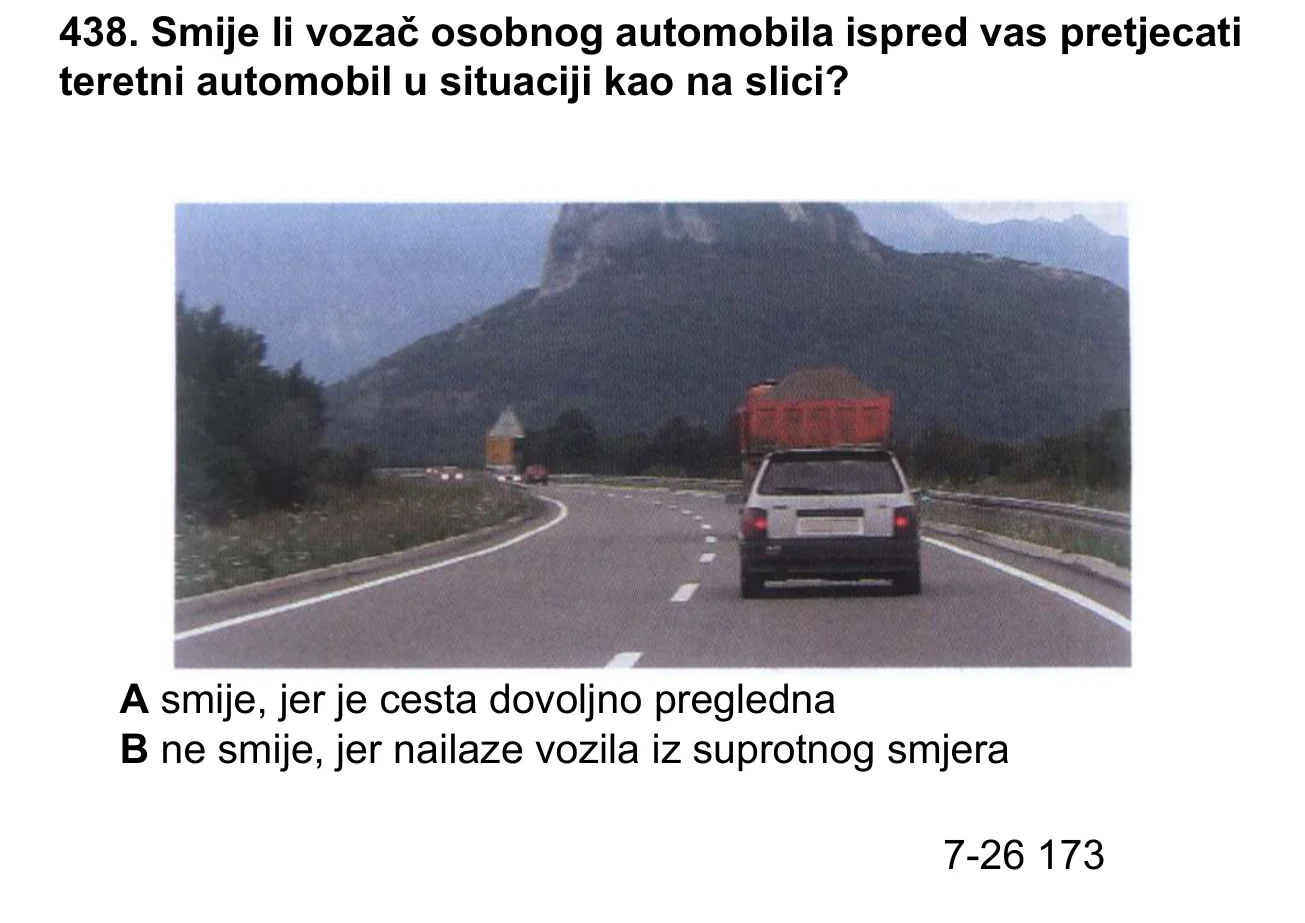 438. Smije li vozač osobnog automobila ispred vas pretjecati
teretni automobil u situaciji kao na slici?
A smije, jer je cesta dovoljno pregledna
B ne smije, jer nailaze vozila iz suprotnog smjera
7-26 173